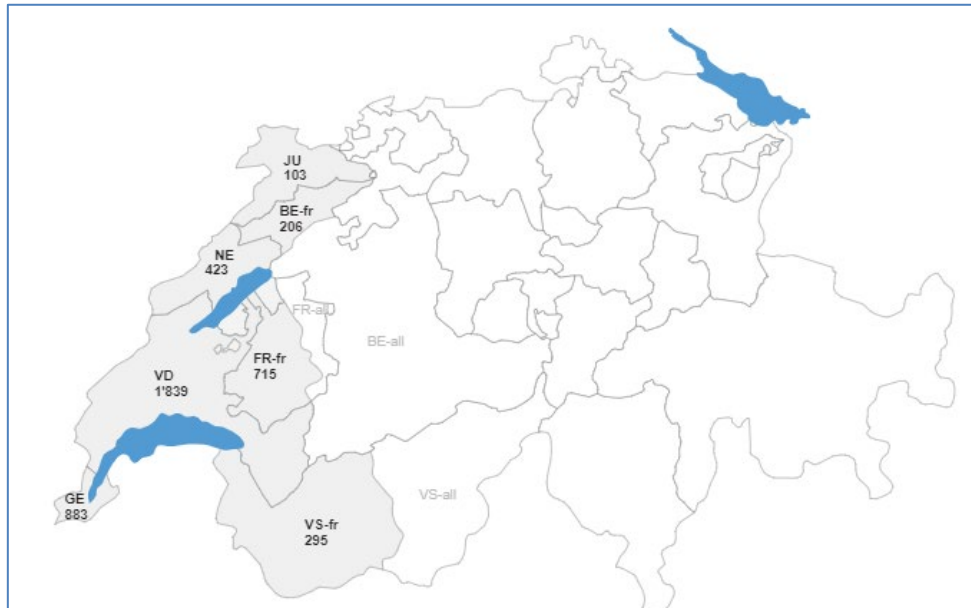 JU
103
BE-fr
206
NE
423
FR-all
BE-all
FR-fr
715
VD
1'839
GE
883
VS-all
VS-fr
295